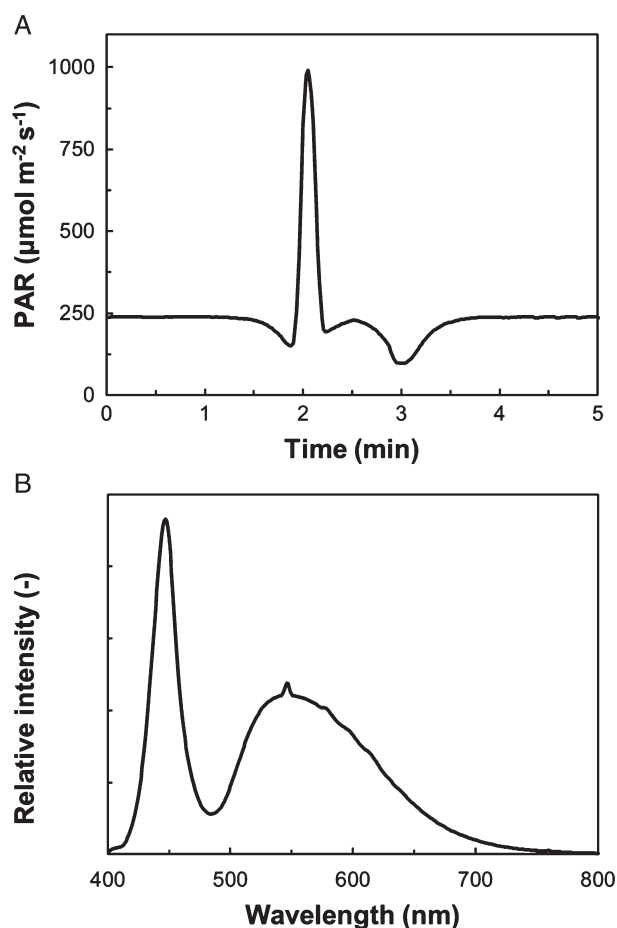 A
1000
750
500
250
0
PAR (µmol m⁻² s⁻¹)
0 1 2 3 4 5
Time (min)
B
Relative intensity (-)
400 500 600 700 800
Wavelength (nm)